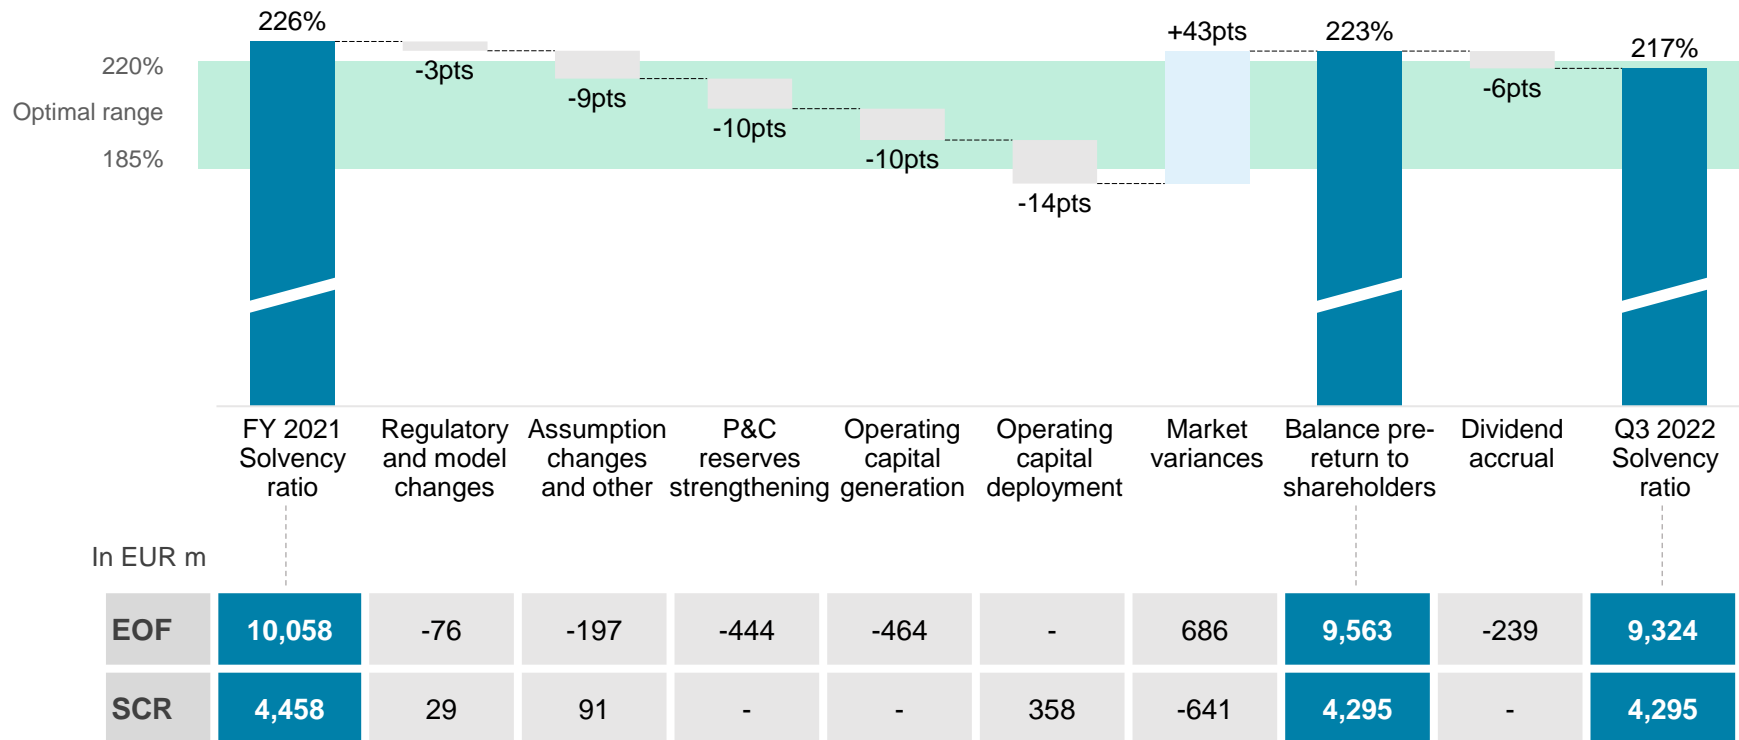 226%
+43pts
223%
217%
220%
-3pts
-9pts
-6pts
Optimal range
-10pts
185%
-10pts
-14pts
FY 2021
Solvency
ratio
Regulatory
and model
changes
Assumption
changes
and other
P&C
reserves
strengthening
Operating
capital
generation
Operating
capital
deployment
Market
variances
Balance pre-
return to
shareholders
Dividend
accrual
Q3 2022
Solvency
ratio
In EUR m
EOF 10,058 -76 -197 -444 -464 - 686 9,563 -239 9,324
SCR 4,458 29 91 - - 358 -641 4,295 - 4,295